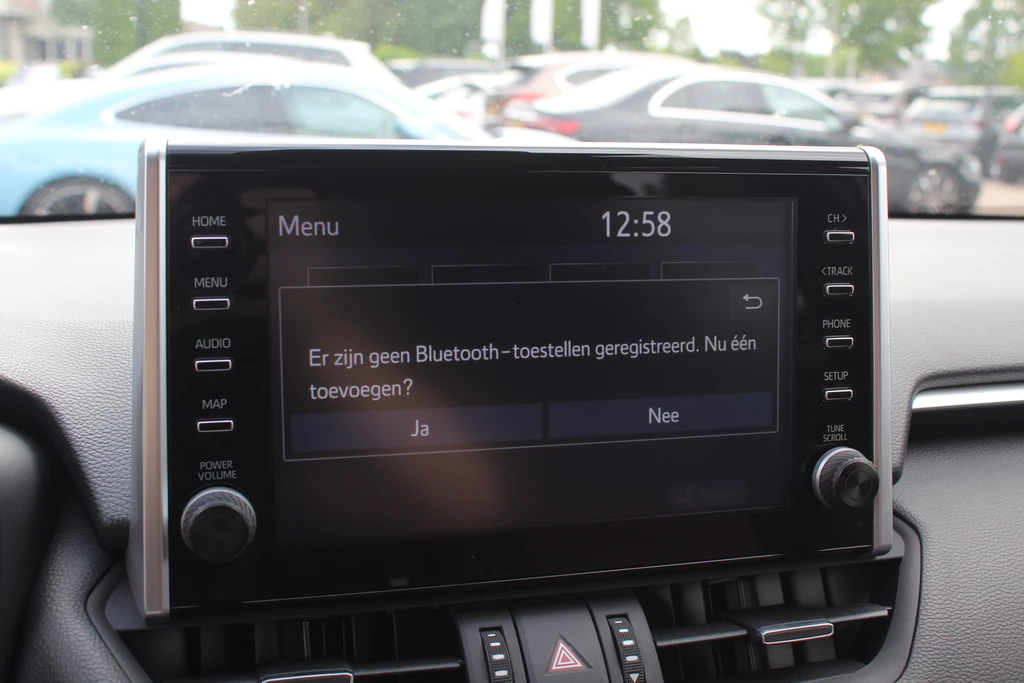 HOME
MENU
AUDIO
MAP
POWER
VOLUME
Menu
12:58
Er zijn geen Bluetooth-toestellen geregistreerd. Nu één
toevoegen?
Ja
Nee
CH >
< TRACK
PHONE
SETUP
TUNE
SCROLL